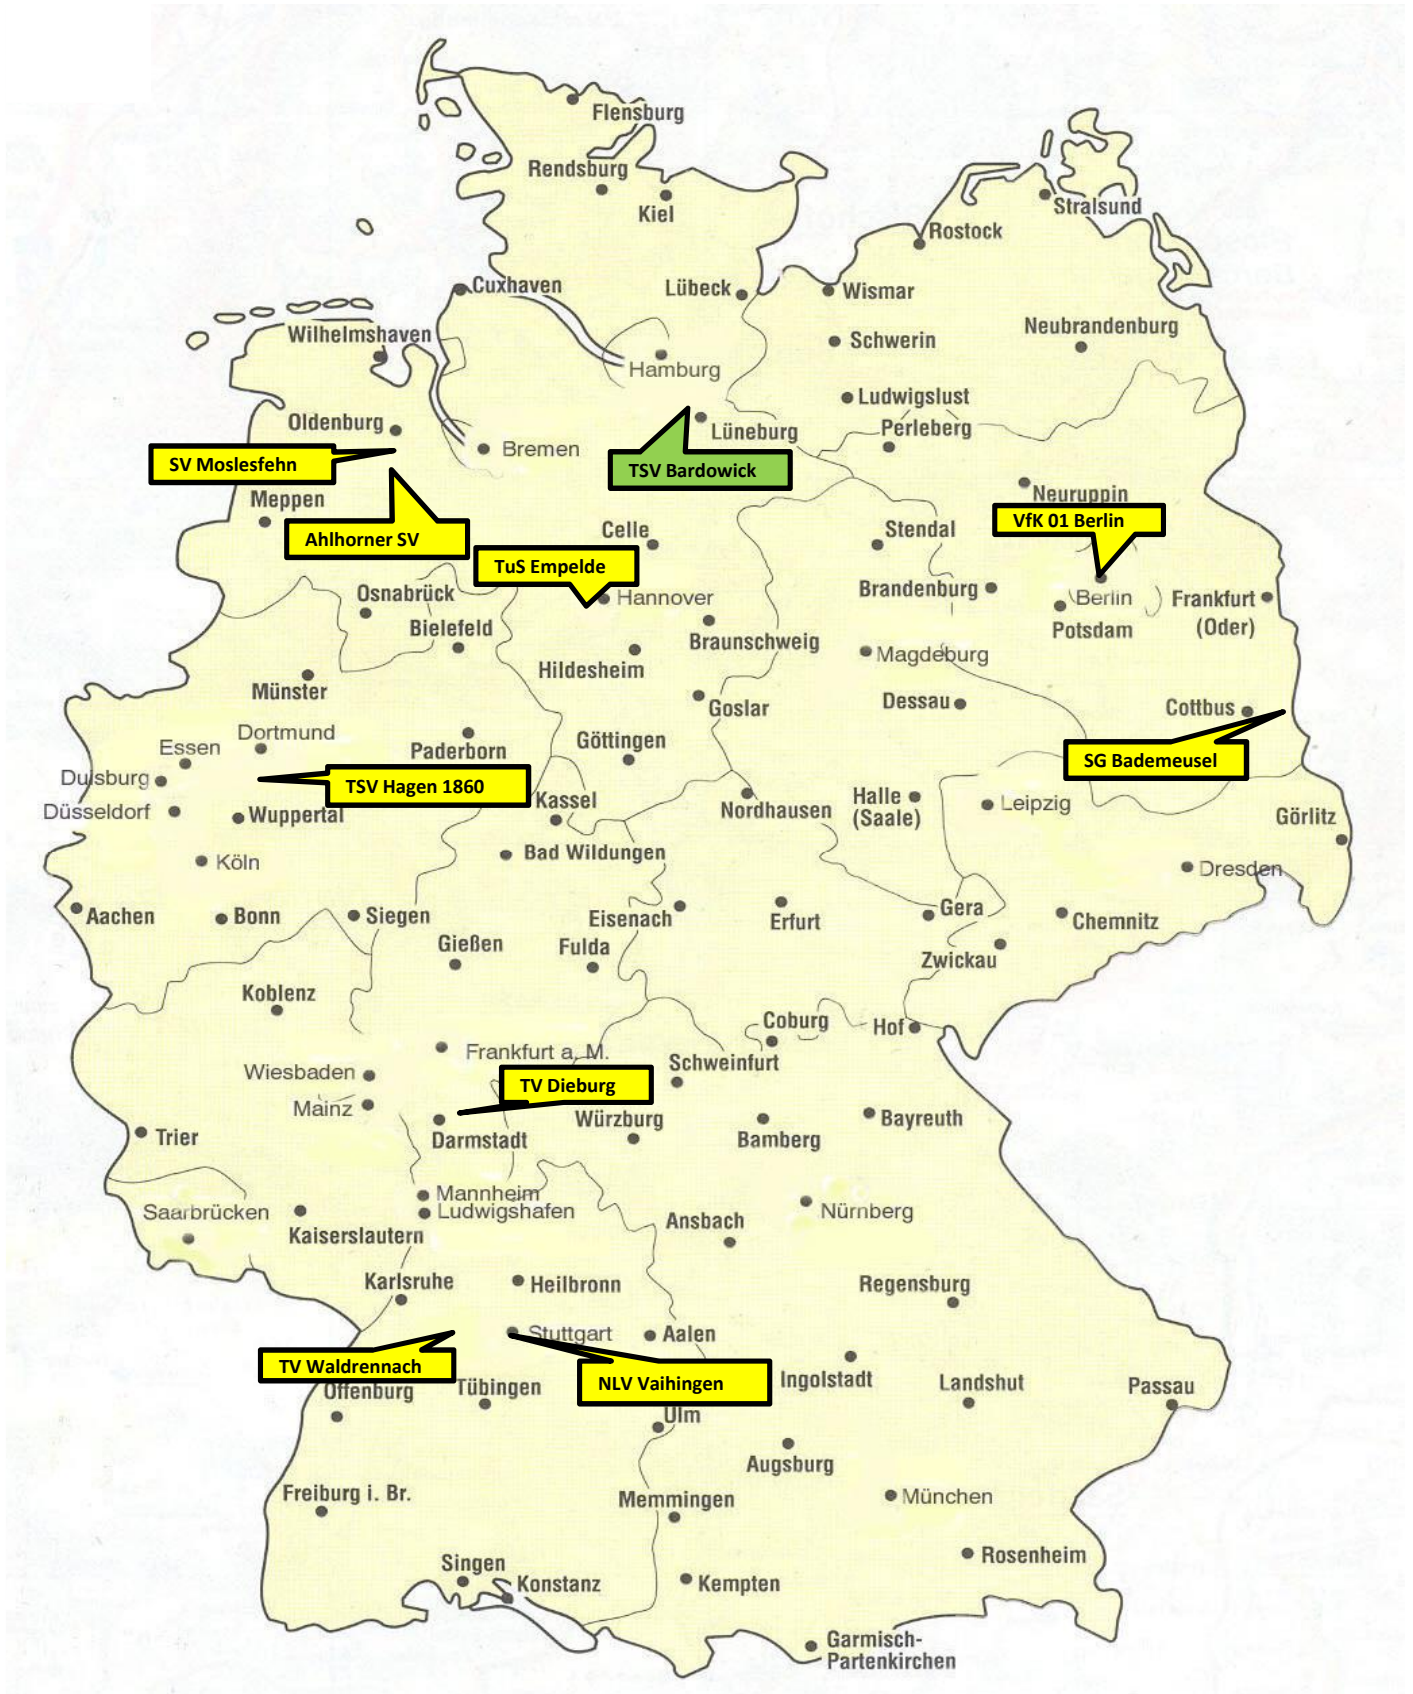 Flensburg
Rendsburg
Kiel
Stralsund
Rostock
Cuxhaven
Lübeck
Wismar
Wilhelmshaven
Schwerin
Neubrandenburg
Hamburg
Ludwigslust
Oldenburg
Lüneburg
Perleberg
Bremen
SV Moslesfehn
TSV Bardowick
Meppen
Neuruppin
VfK 01 Berlin
Ahlhorner SV
Celle
Stendal
TuS Empelde
Osnabrück
Hannover
Brandenburg
Berlin
Frankfurt
(Oder)
Bielefeld
Braunschweig
Potsdam
Hildesheim
Magdeburg
Münster
Goslar
Dessau
Cottbus
Dortmund
Essen
Paderborn
Göttingen
SG Bademeusel
Duisburg
TSV Hagen 1860
Düsseldorf
Wuppertal
Kassel
Nordhausen
Halle
(Saale)
Leipzig
Görlitz
Köln
Bad Wildungen
Dresden
Aachen
Bonn
Siegen
Eisenach
Erfurt
Gera
Chemnitz
Gießen
Fulda
Zwickau
Koblenz
Coburg
Hof
Frankfurt a. M.
Schweinfurt
Wiesbaden
TV Dieburg
Mainz
Würzburg
Bayreuth
Trier
Darmstadt
Bamberg
Mannheim
Saarbrücken
Ludwigshafen
Ansbach
Nürnberg
Kaiserslautern
Karlsruhe
Heilbronn
Regensburg
Stuttgart
Aalen
TV Waldrennach
NLV Vaihingen
Ingolstadt
Landshut
Passau
Offenburg
Tübingen
Ulm
Augsburg
Freiburg i. Br.
Memmingen
München
Rosenheim
Singen
Konstanz
Kempten
Garmisch-
Partenkirchen